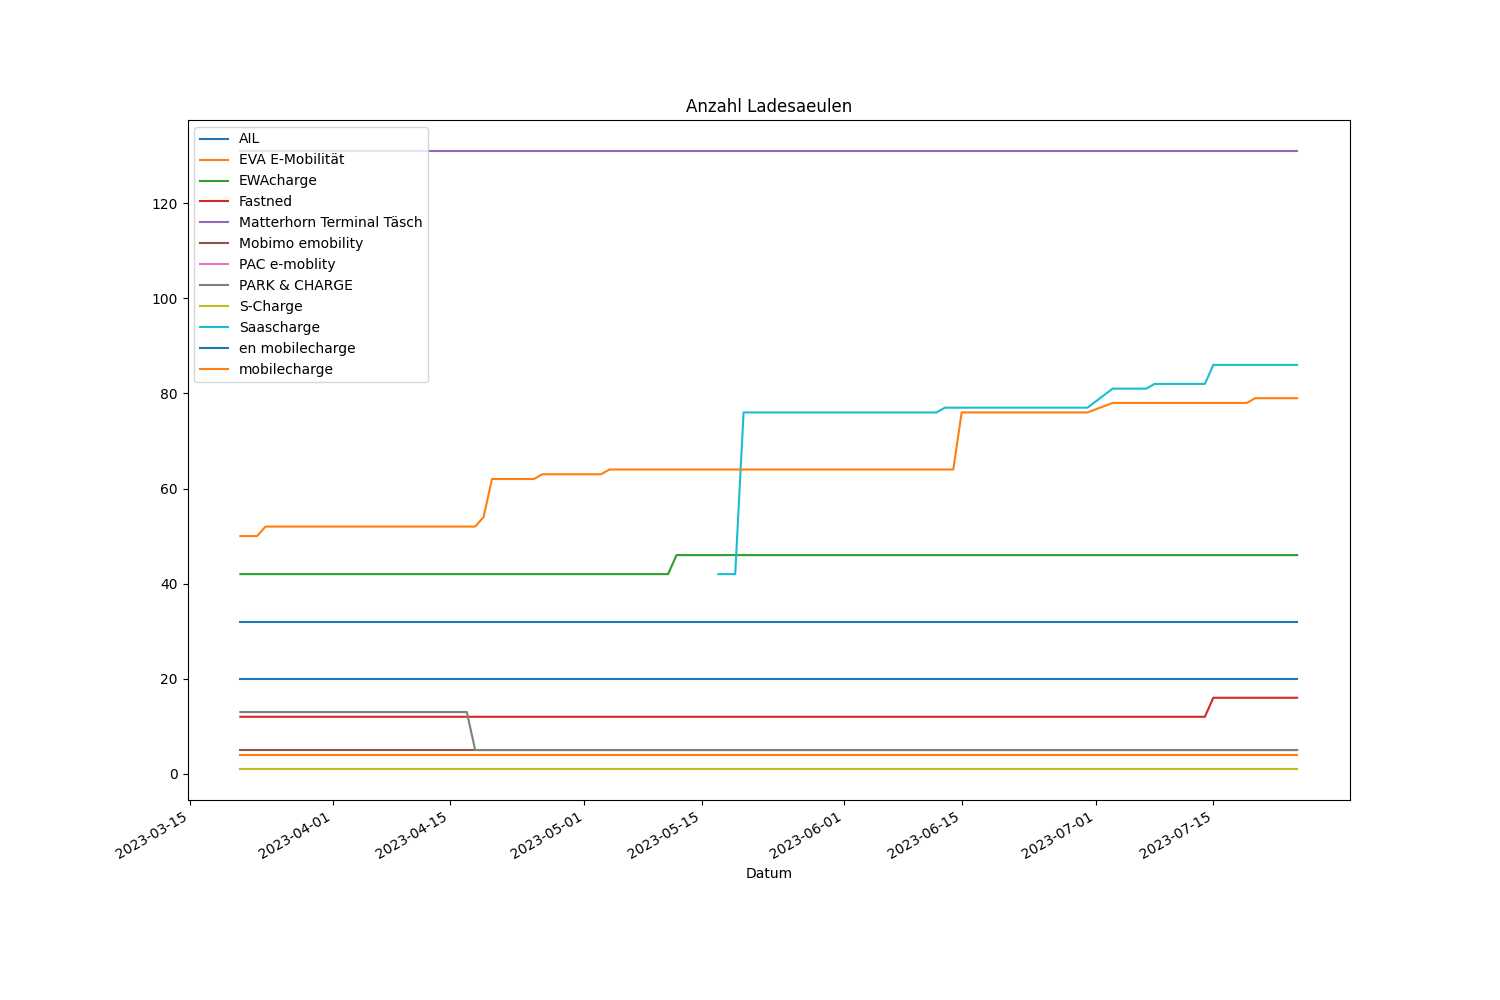 Anzahl Ladesaeulen
AIL
EVA E-Mobilität
EWAcharge
Fastned
Matterhorn Terminal Täsch
Mobimo emobility
PAC e-moblity
PARK & CHARGE
S-Charge
Saascharge
en mobilecharge
mobilecharge
120
100
80
60
40
20
0
2023-03-15
2023-04-01
2023-04-15
2023-05-01
2023-05-15
2023-06-01
2023-06-15
2023-07-01
2023-07-15
Datum